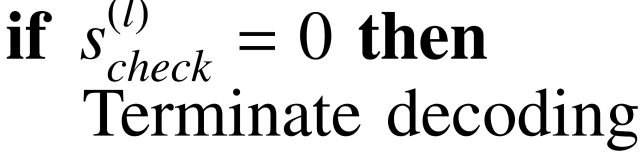 if s_{check}^{(l)} = 0 then
Terminate decoding